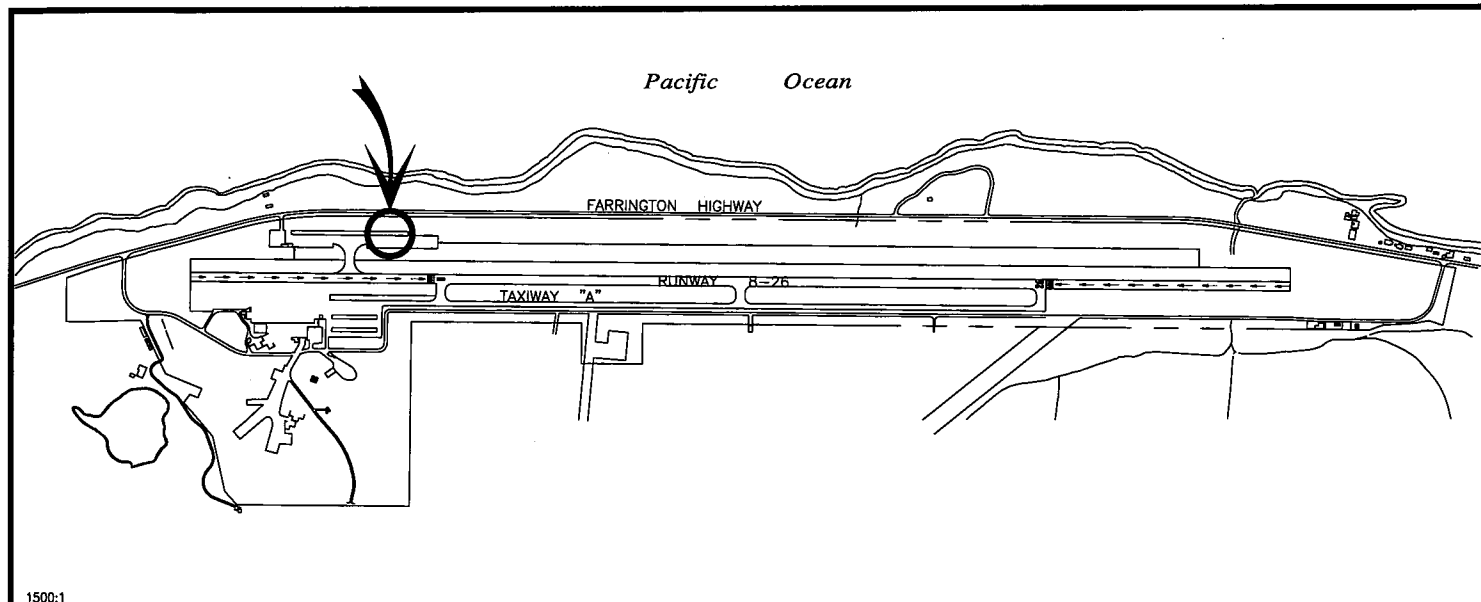 Pacific Ocean
FARRINGTON HIGHWAY
RUNWAY 8-26
TAXIWAY "A"
1500:1